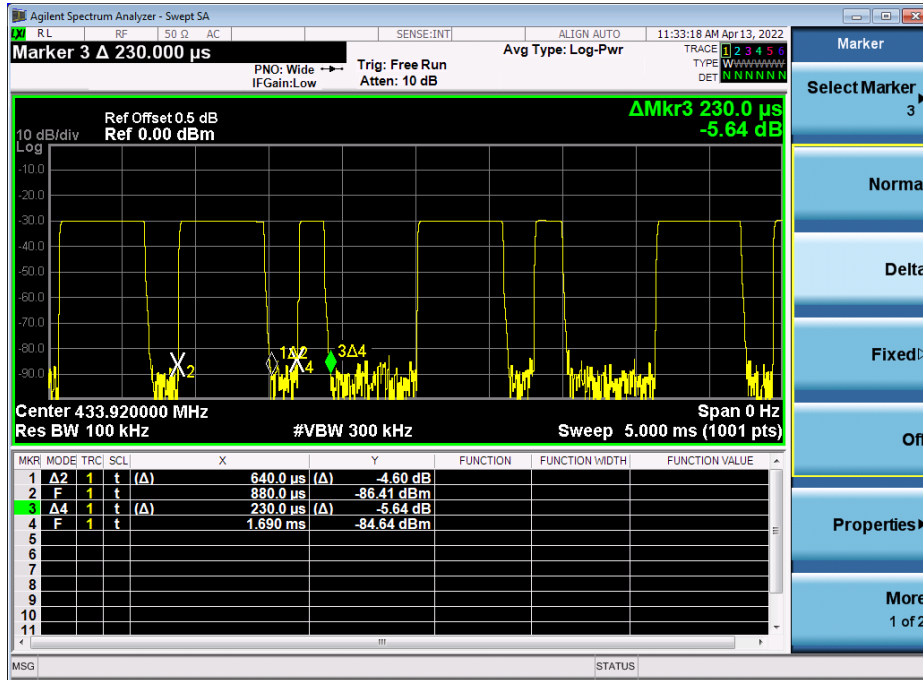 Agilent Spectrum Analyzer - Swept SA
LXI RL RF 50 Ω AC SENSE:INT ALIGN AUTO 11:33:18 AM Apr 13, 2022
Marker 3 Δ 230.000 µs
PNO: Wide
IFGain:Low
Trig: Free Run
Atten: 10 dB
Avg Type: Log-Pwr
TRACE 1 2 3 4 5 6
TYPE WWWWWW
DET N N N N N N
ΔMkr3 230.0 µs
-5.64 dB
Ref Offset 0.5 dB
10 dB/div Ref 0.00 dBm
Log
-10.0
-20.0
-30.0
-40.0
-50.0
-60.0
-70.0
-80.0
-90.0
2
1Δ2
4
3Δ4
Center 433.920000 MHz Span 0 Hz
Res BW 100 kHz #VBW 300 kHz Sweep 5.000 ms (1001 pts)
MKR MODE TRC SCL X Y FUNCTION FUNCTION WIDTH FUNCTION VALUE
1 Δ2 1 t (Δ) 640.0 µs (Δ) -4.60 dB
2 F 1 t 880.0 µs -86.41 dBm
3 Δ4 1 t (Δ) 230.0 µs (Δ) -5.64 dB
4 F 1 t 1.690 ms -84.64 dBm
5
6
7
8
9
10
11
MSG STATUS
Marker
Select Marker
3
Norma
Delta
Fixed
Off
Properties
More
1 of 2